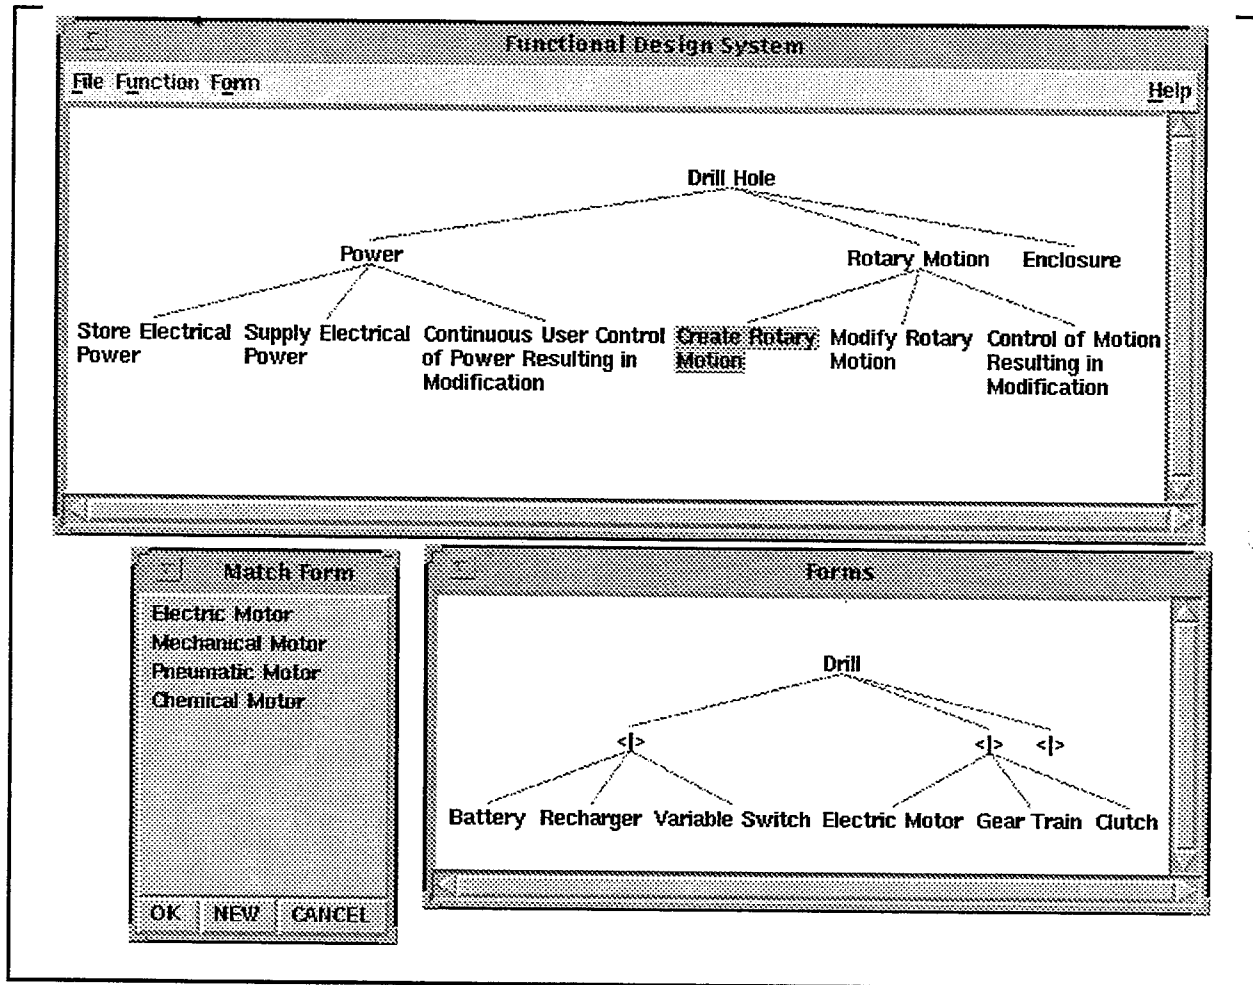 Functional Design System
File Function Form
Help
Drill Hole
Power
Rotary Motion
Enclosure
Store Electrical
Power
Supply Electrical
Power
Continuous User Control
of Power Resulting in
Modification
Create Rotary
Motion
Modify Rotary
Motion
Control of Motion
Resulting in
Modification
Match Form
Electric Motor
Mechanical Motor
Pneumatic Motor
Chemical Motor
OK
NEW
CANCEL
Forms
Drill
<|>
<|>
<|>
Battery
Recharger
Variable Switch
Electric Motor
Gear Train
Clutch